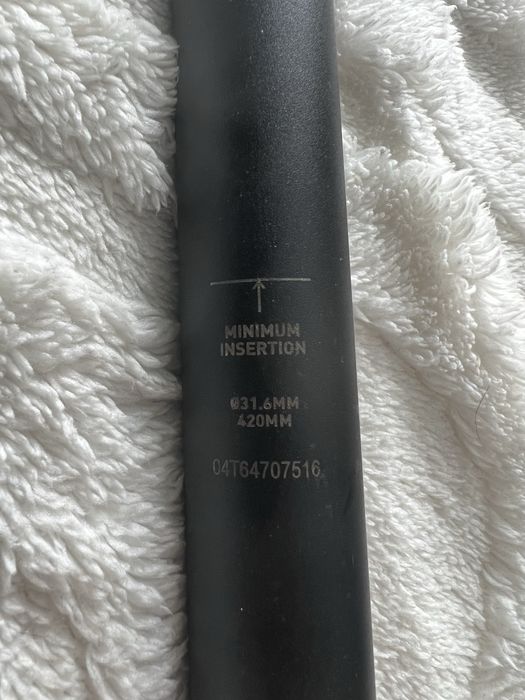 MINIMUM
INSERTION
Ø31.6MM
420MM
04T64707516